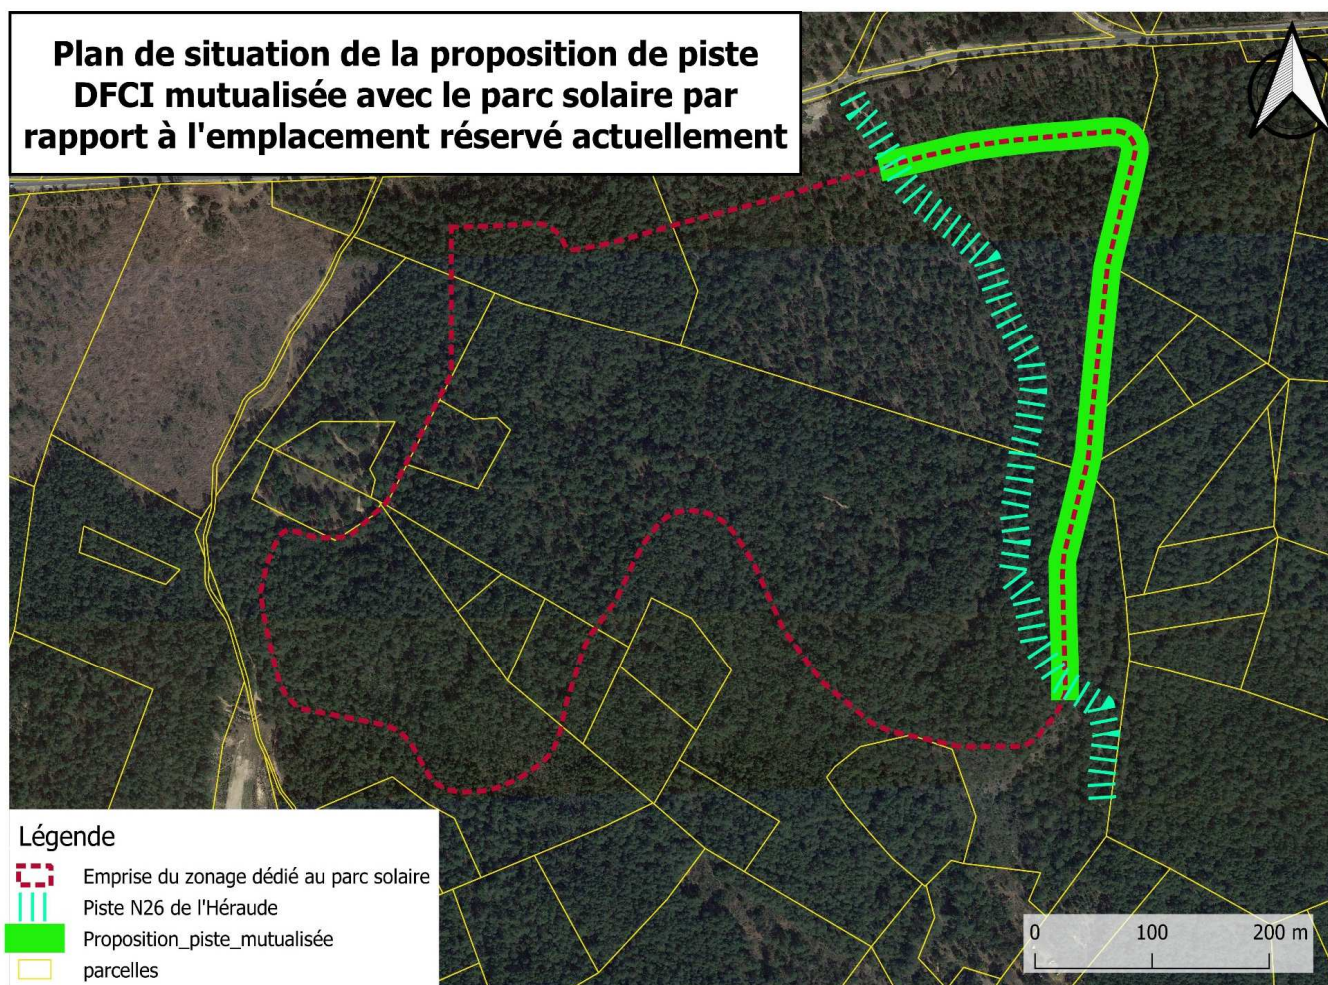 Plan de situation de la proposition de piste
DFCI mutualisée avec le parc solaire par
rapport à l'emplacement réservé actuellement
Légende
Emprise du zonage dédié au parc solaire
Piste N26 de l'Héraude
Proposition_piste_mutualisée
parcelles
0 100 200 m